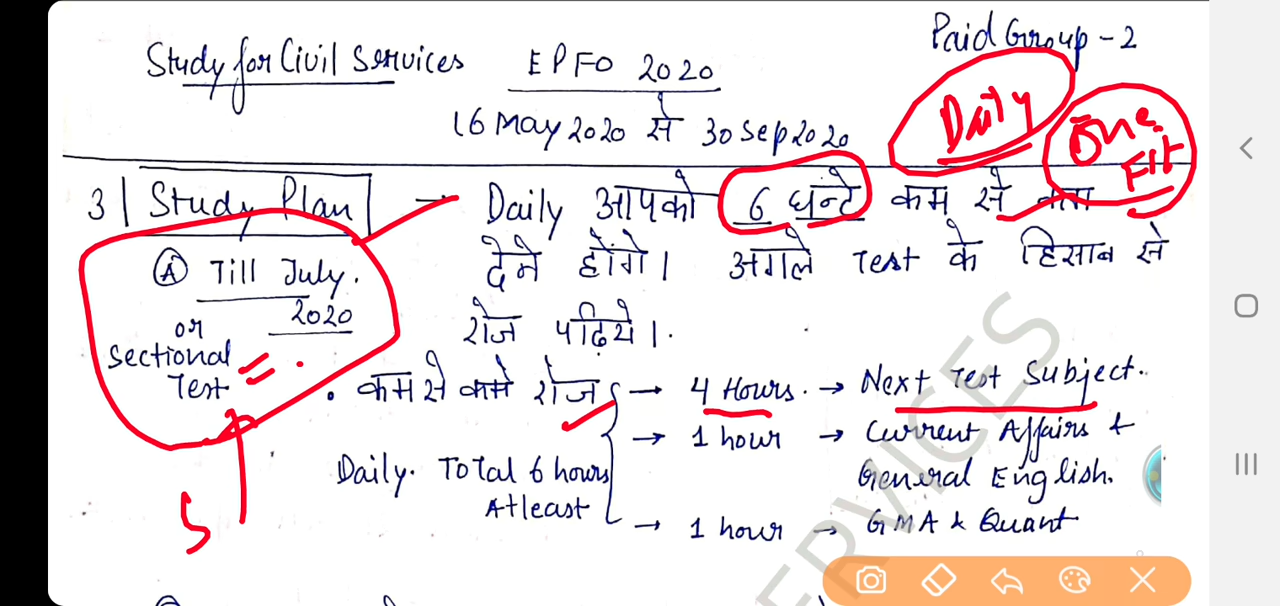 Paid Group - 2
Study for Civil Services EPFO 2020
16 May 2020 से 30 Sep 2020
Daily
One Fit
3| Study Plan → Daily आपको 6 घन्टे कम से कम
(A) Till July. देने होंगे। अगले Test के हिसाब से
2020 रोज पढिये।
or
Sectional Test
• कम से कम रोज → 4 Hours. → Next Test Subject.
→ 1 hour → Current Affairs +
Daily. Total 6 hours General English.
Atleast
→ 1 hour → GMA & Quant
5
SERVICES